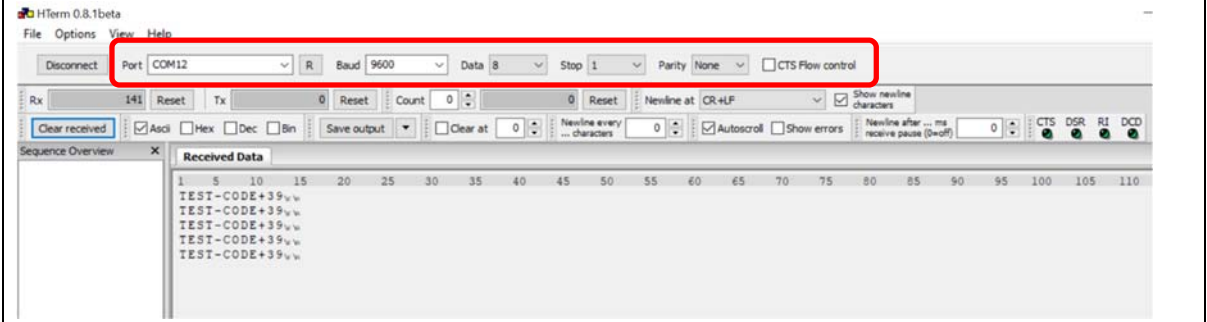 HTerm 0.8.1beta
File Options View Help
Disconnect Port COM12 R Baud 9600 Data 8 Stop 1 Parity None CTS Flow control
Rx 141 Reset Tx 0 Reset Count 0 0 Reset Newline at CR+LF Show newline characters
Clear received Ascii Hex Dec Bin Save output Clear at 0 Newline every ... characters 0 Autoscroll Show errors Newline after ... ms receive pause (0=off) 0 CTS DSR RI DCD
Sequence Overview Received Data
1 5 10 15 20 25 30 35 40 45 50 55 60 65 70 75 80 85 90 95 100 105 110
TEST-CODE+39
TEST-CODE+39
TEST-CODE+39
TEST-CODE+39
TEST-CODE+39